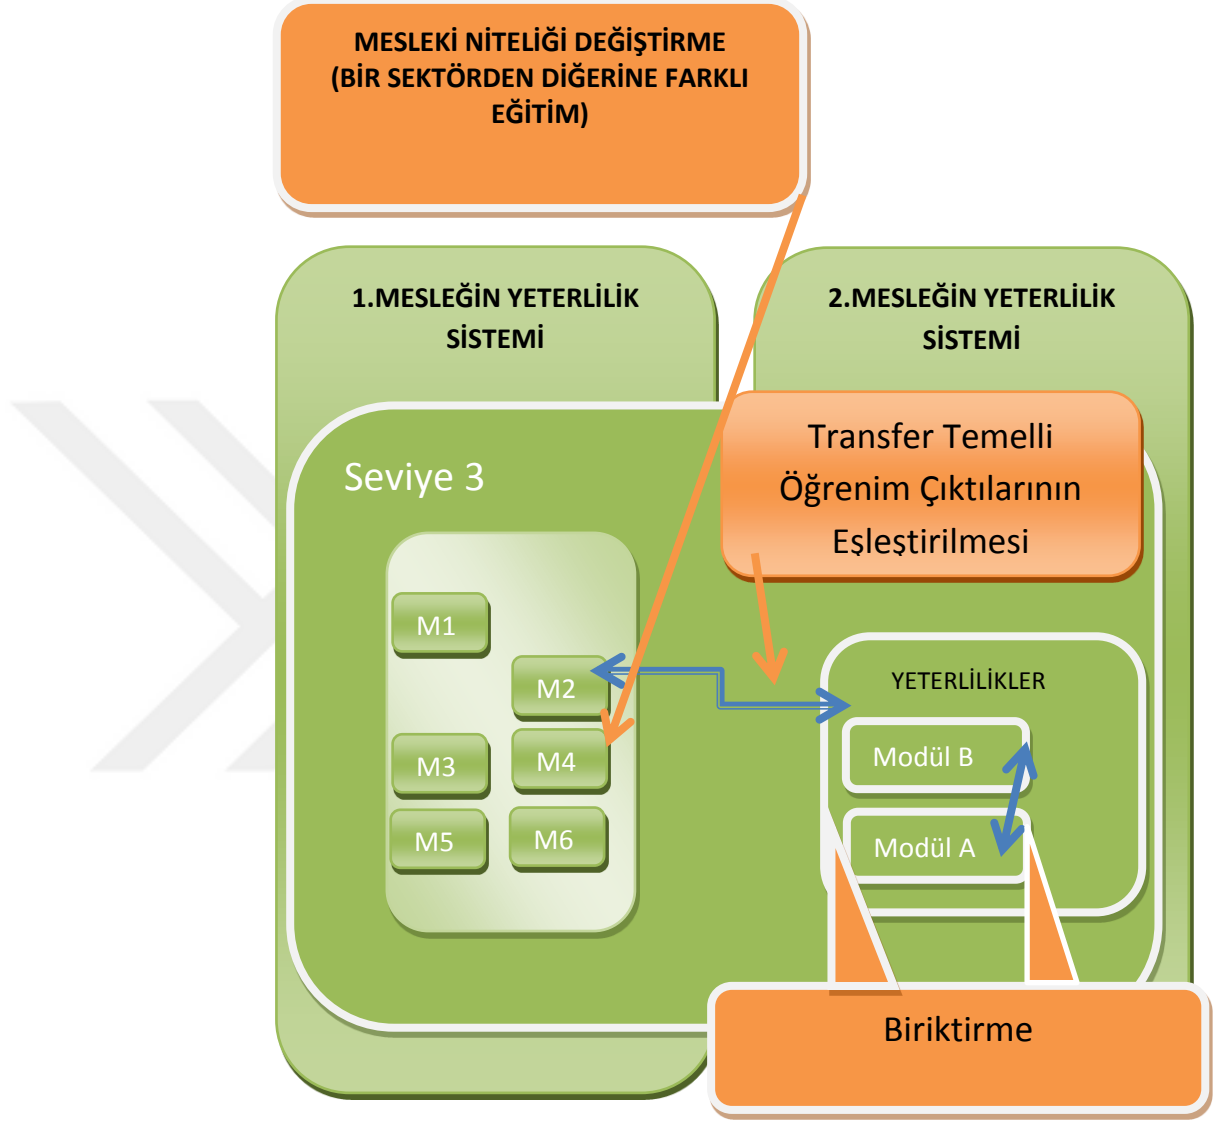 MESLEKİ NİTELİĞİ DEĞİŞTİRME
(BİR SEKTÖRDEN DİĞERİNE FARKLI
EĞİTİM)
1.MESLEĞİN YETERLİLİK
SİSTEMİ
2.MESLEĞİN YETERLİLİK
SİSTEMİ
Transfer Temelli
Öğrenim Çıktılarının
Eşleştirilmesi
Seviye 3
M1
M2
M3
M4
M5
M6
YETERLİLİKLER
Modül B
Modül A
Biriktirme